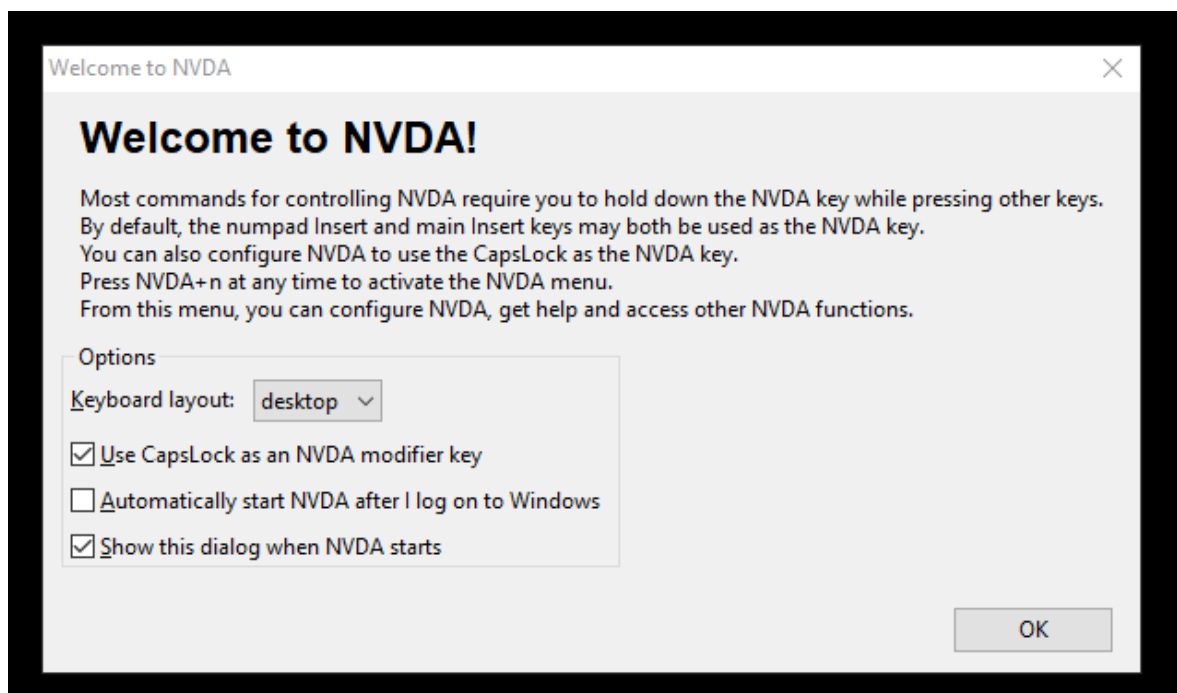 Welcome to NVDA
Welcome to NVDA!
Most commands for controlling NVDA require you to hold down the NVDA key while pressing other keys.
By default, the numpad Insert and main Insert keys may both be used as the NVDA key.
You can also configure NVDA to use the CapsLock as the NVDA key.
Press NVDA+n at any time to activate the NVDA menu.
From this menu, you can configure NVDA, get help and access other NVDA functions.
Options
Keyboard layout: desktop
Use CapsLock as an NVDA modifier key
Automatically start NVDA after I log on to Windows
Show this dialog when NVDA starts
OK